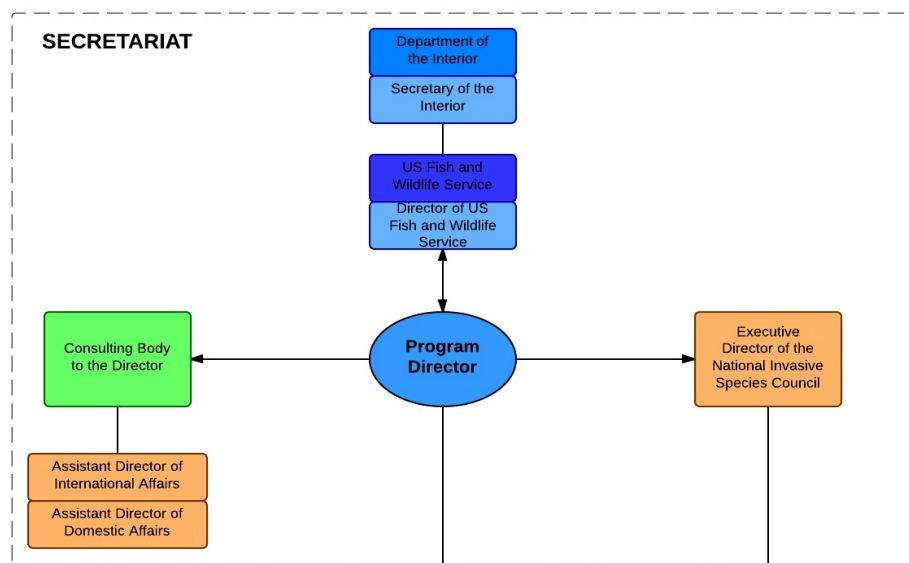 SECRETARIAT
Department of
the Interior
Secretary of the
Interior
US Fish and
Wildlife Service
Director of US
Fish and Wildlife
Service
Consulting Body
to the Director
Program
Director
Executive
Director of the
National Invasive
Species Council
Assistant Director of
International Affairs
Assistant Director of
Domestic Affairs